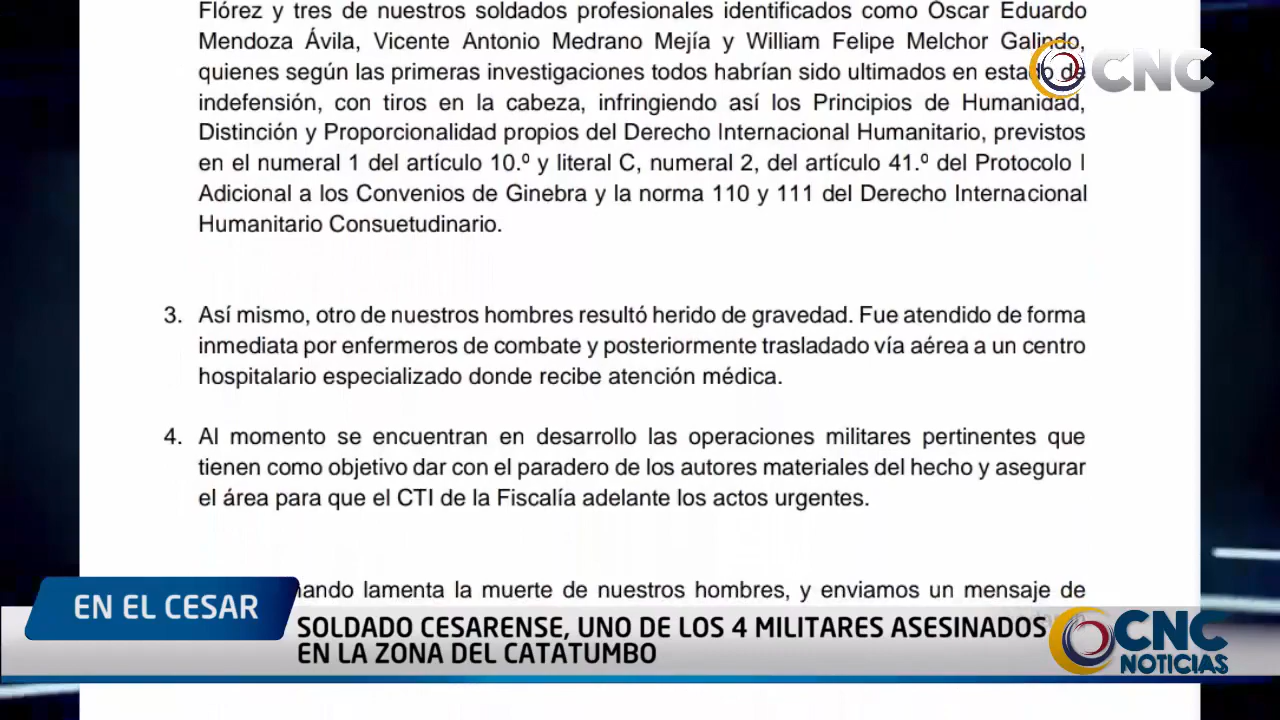 Flórez y tres de nuestros soldados profesionales identificados como Óscar Eduardo
Mendoza Ávila, Vicente Antonio Medrano Mejía y William Felipe Melchor Galindo,
quienes según las primeras investigaciones todos habrían sido ultimados en estado de
indefensión, con tiros en la cabeza, infringiendo así los Principios de Humanidad,
Distinción y Proporcionalidad propios del Derecho Internacional Humanitario, previstos
en el numeral 1 del artículo 10.º y literal C, numeral 2, del artículo 41.º del Protocolo I
Adicional a los Convenios de Ginebra y la norma 110 y 111 del Derecho Internacional
Humanitario Consuetudinario.
CNC
3. Así mismo, otro de nuestros hombres resultó herido de gravedad. Fue atendido de forma
inmediata por enfermeros de combate y posteriormente trasladado vía aérea a un centro
hospitalario especializado donde recibe atención médica.
4. Al momento se encuentran en desarrollo las operaciones militares pertinentes que
tienen como objetivo dar con el paradero de los autores materiales del hecho y asegurar
el área para que el CTI de la Fiscalía adelante los actos urgentes.
lamenta la muerte de nuestros hombres, y enviamos un mensaje de
EN EL CESAR
SOLDADO CESARENSE, UNO DE LOS 4 MILITARES ASESINADOS
EN LA ZONA DEL CATATUMBO
CNC
NOTICIAS